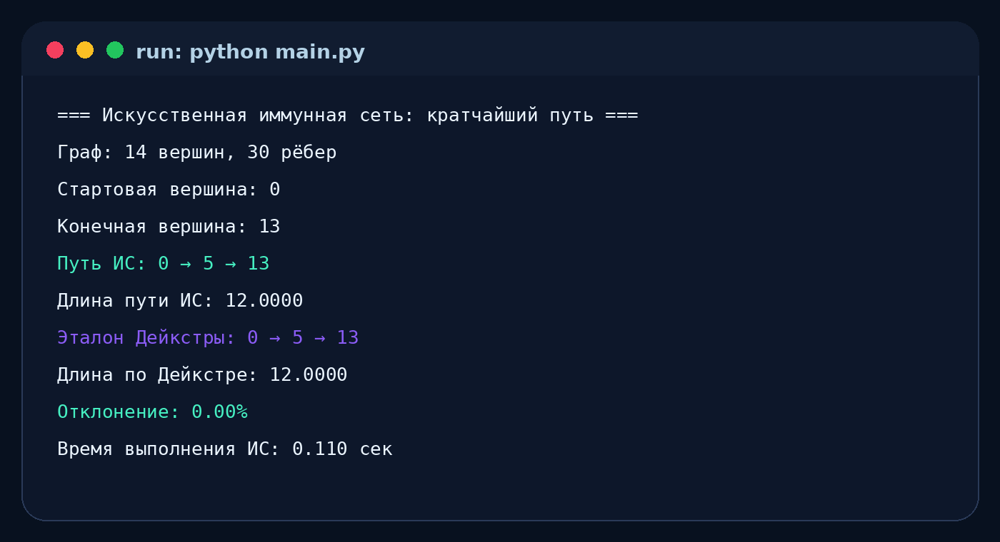 run: python main.py
=== Искусственная иммунная сеть: кратчайший путь ===
Граф: 14 вершин, 30 рёбер
Стартовая вершина: 0
Конечная вершина: 13
Путь ИС: 0 → 5 → 13
Длина пути ИС: 12.0000
Эталон Дейкстры: 0 → 5 → 13
Длина по Дейкстре: 12.0000
Отклонение: 0.00%
Время выполнения ИС: 0.110 сек